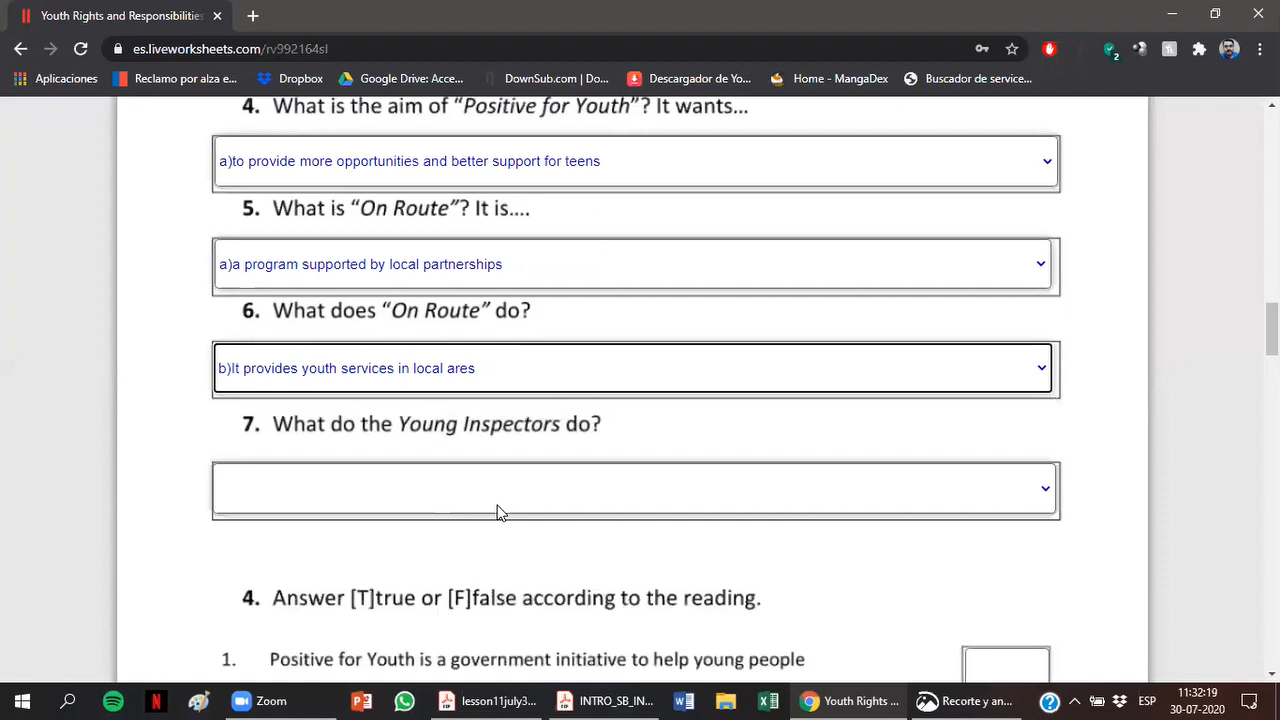 Youth Rights and Responsibilities
es.liveworksheets.com/rv992164sl
2
Aplicaciones
Reclamo por alza e...
Dropbox
Google Drive: Acce...
DownSub.com | Do...
Descargador de Yo...
Home - MangaDex
Buscador de service...
4. What is the aim of "Positive for Youth"? It wants...
a)to provide more opportunities and better support for teens
5. What is "On Route"? It is....
a)a program supported by local partnerships
6. What does "On Route" do?
b)It provides youth services in local ares
7. What do the Young Inspectors do?
4. Answer [T]true or [F]false according to the reading.
1. Positive for Youth is a government initiative to help young people
Zoom
lesson11july3...
INTRO_SB_IN...
Youth Rights ...
Recorte y an...
ESP
11:32:19
30-07-2020